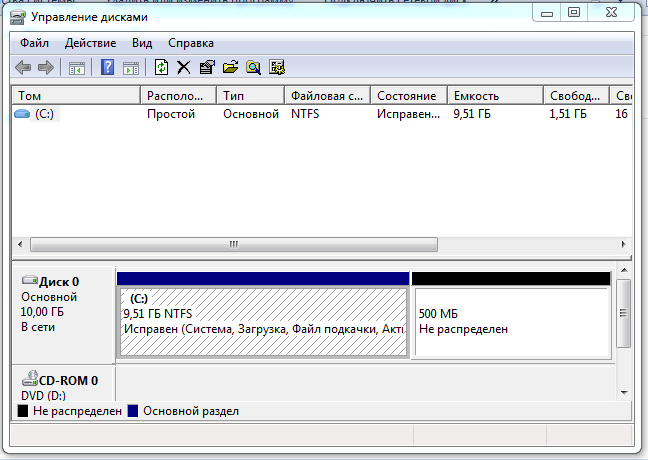 Управление дисками
Файл Действие Вид Справка
Том Располо... Тип Файловая с... Состояние Емкость Свобод...
(C:) Простой Основной NTFS Исправен... 9,51 ГБ 1,51 ГБ 16
Диск 0
Основной
10,00 ГБ
В сети
(C:)
9,51 ГБ NTFS
Исправен (Система, Загрузка, Файл подкачки, Акти
500 МБ
Не распределен
CD-ROM 0
DVD (D:)
Не распределен Основной раздел